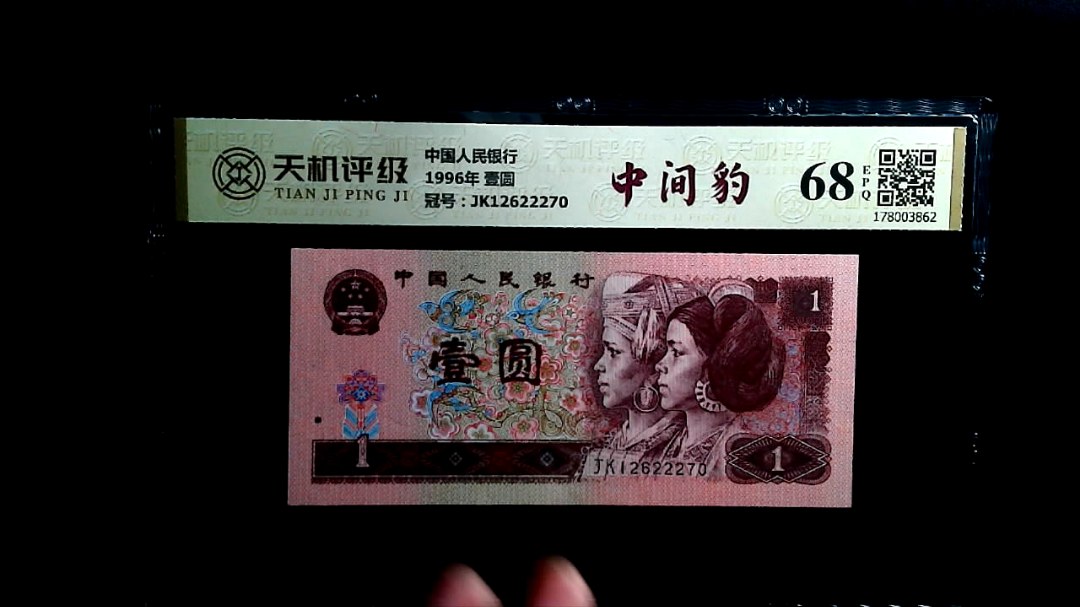 天机评级
TIAN JI PING JI
中国人民银行
1996年 壹圆
冠号：JK12622270
中间豹
68
EPQ
178003862
中国人民银行
1
壹圆
1
JK12622270
1